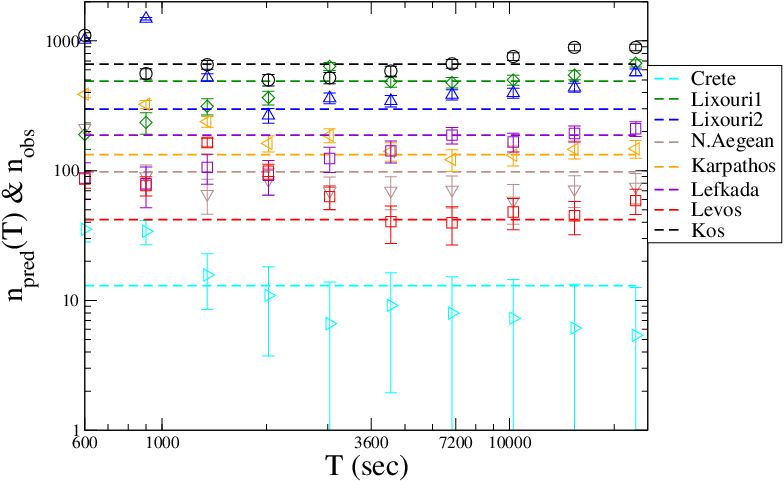 1000
100
10
1
n_pred(T) & n_obs
600
1000
3600
7200
10000
T (sec)
Crete
Lixouri1
Lixouri2
N.Aegean
Karpathos
Lefkada
Levos
Kos